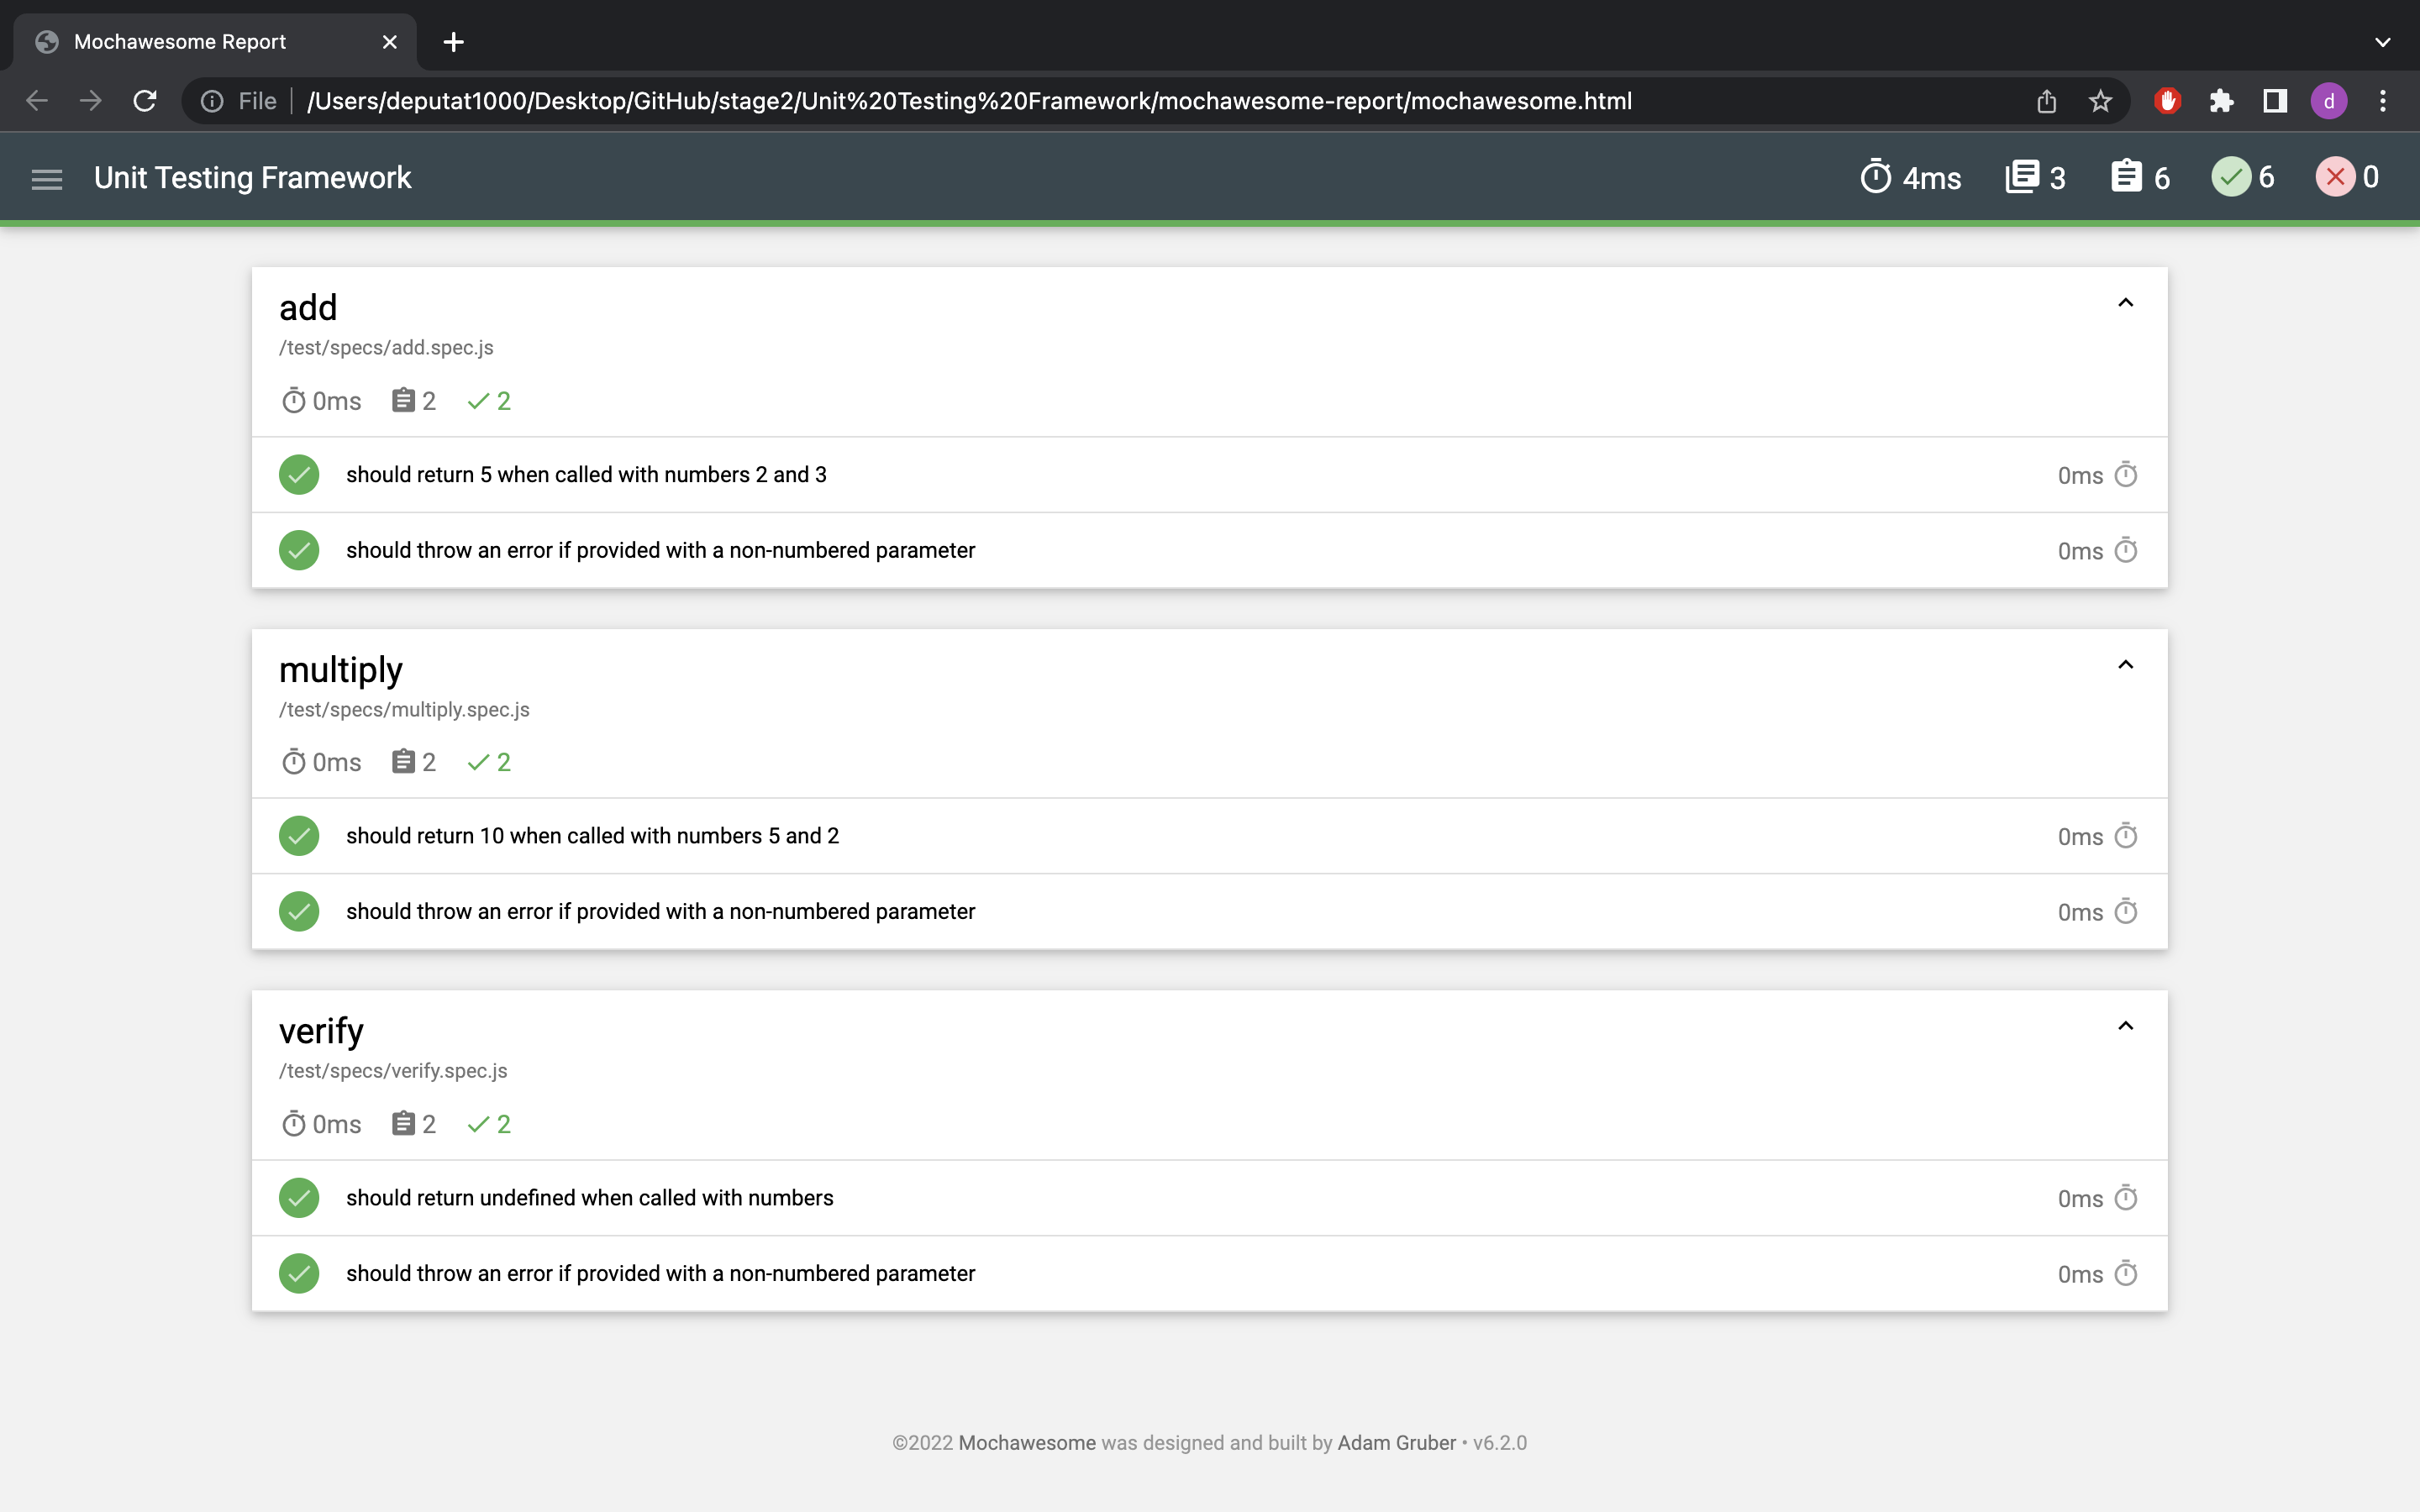 Mochawesome Report
File /Users/deputat1000/Desktop/GitHub/stage2/Unit%20Testing%20Framework/mochawesome-report/mochawesome.html d
Unit Testing Framework 4ms 3 6 6 0
add
/test/specs/add.spec.js
0ms 2 2
should return 5 when called with numbers 2 and 3 0ms
should throw an error if provided with a non-numbered parameter 0ms
multiply
/test/specs/multiply.spec.js
0ms 2 2
should return 10 when called with numbers 5 and 2 0ms
should throw an error if provided with a non-numbered parameter 0ms
verify
/test/specs/verify.spec.js
0ms 2 2
should return undefined when called with numbers 0ms
should throw an error if provided with a non-numbered parameter 0ms
©2022 Mochawesome was designed and built by Adam Gruber • v6.2.0